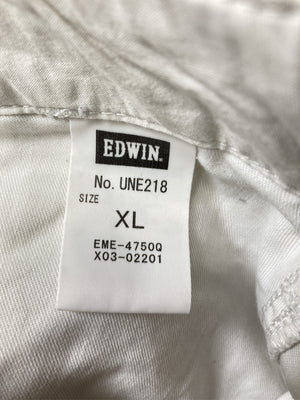 EDWIN.
No. UNE218
SIZE
XL
EME-4750Q
X03-02201